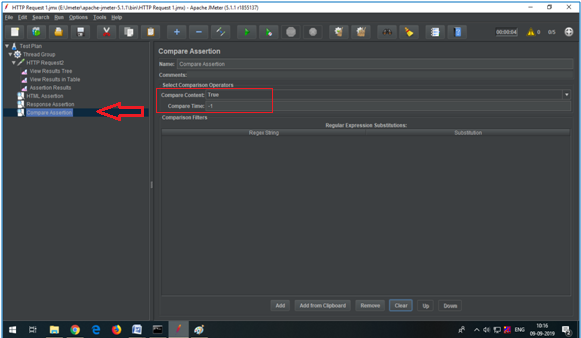 HTTP Request 1.jmx (E:\Jmeter\apache-jmeter-5.1.1\bin\HTTP Request 1.jmx) - Apache JMeter (5.1.1 r1855137)
File Edit Search Run Options Tools Help
00:00:04 0 0/5
Test Plan
Thread Group
HTTP Request2
View Results Tree
View Results in Table
Assertion Results
HTML Assertion
Response Assertion
Compare Assertion
Compare Assertion
Name: Compare Assertion
Comments:
Select Comparison Operators
Compare Content: True
Compare Time: -1
Comparison Filters
Regular Expression Substitutions:
Regex String Substitution
Add Add from Clipboard Remove Clear Up Down
ENG
10:16
09-09-2019